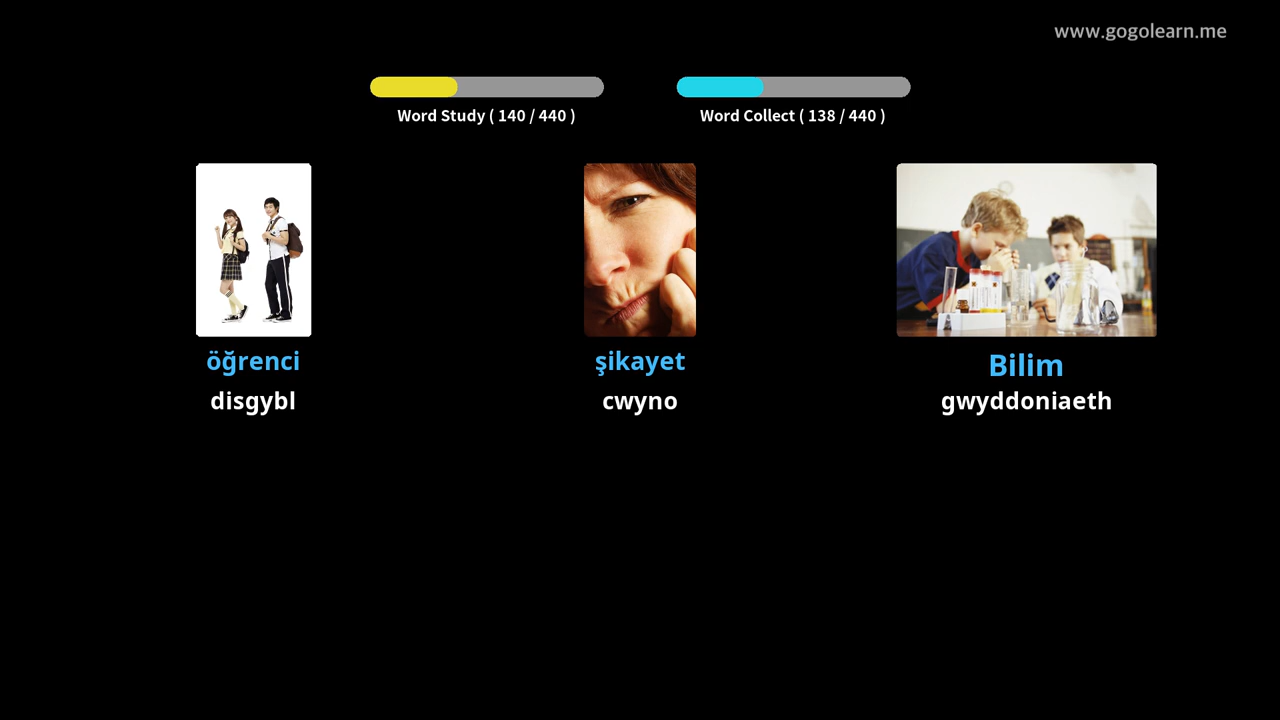 www.gogolearn.me
Word Study ( 140 / 440 )
Word Collect ( 138 / 440 )
öğrenci
disgybl
şikayet
cwyno
Bilim
gwyddoniaeth